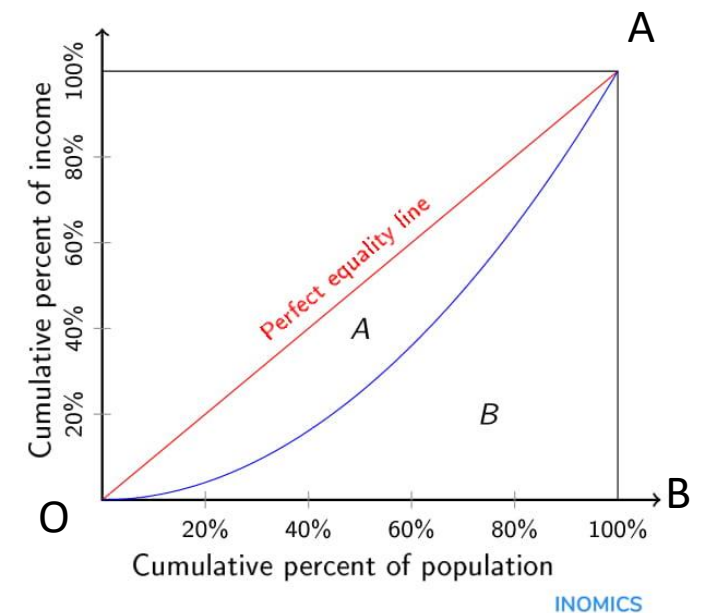 A
Cumulative percent of income
100%
80%
60%
40%
20%
Perfect equality line
A
B
O
B
20%
40%
60%
80%
100%
Cumulative percent of population
INOMICS